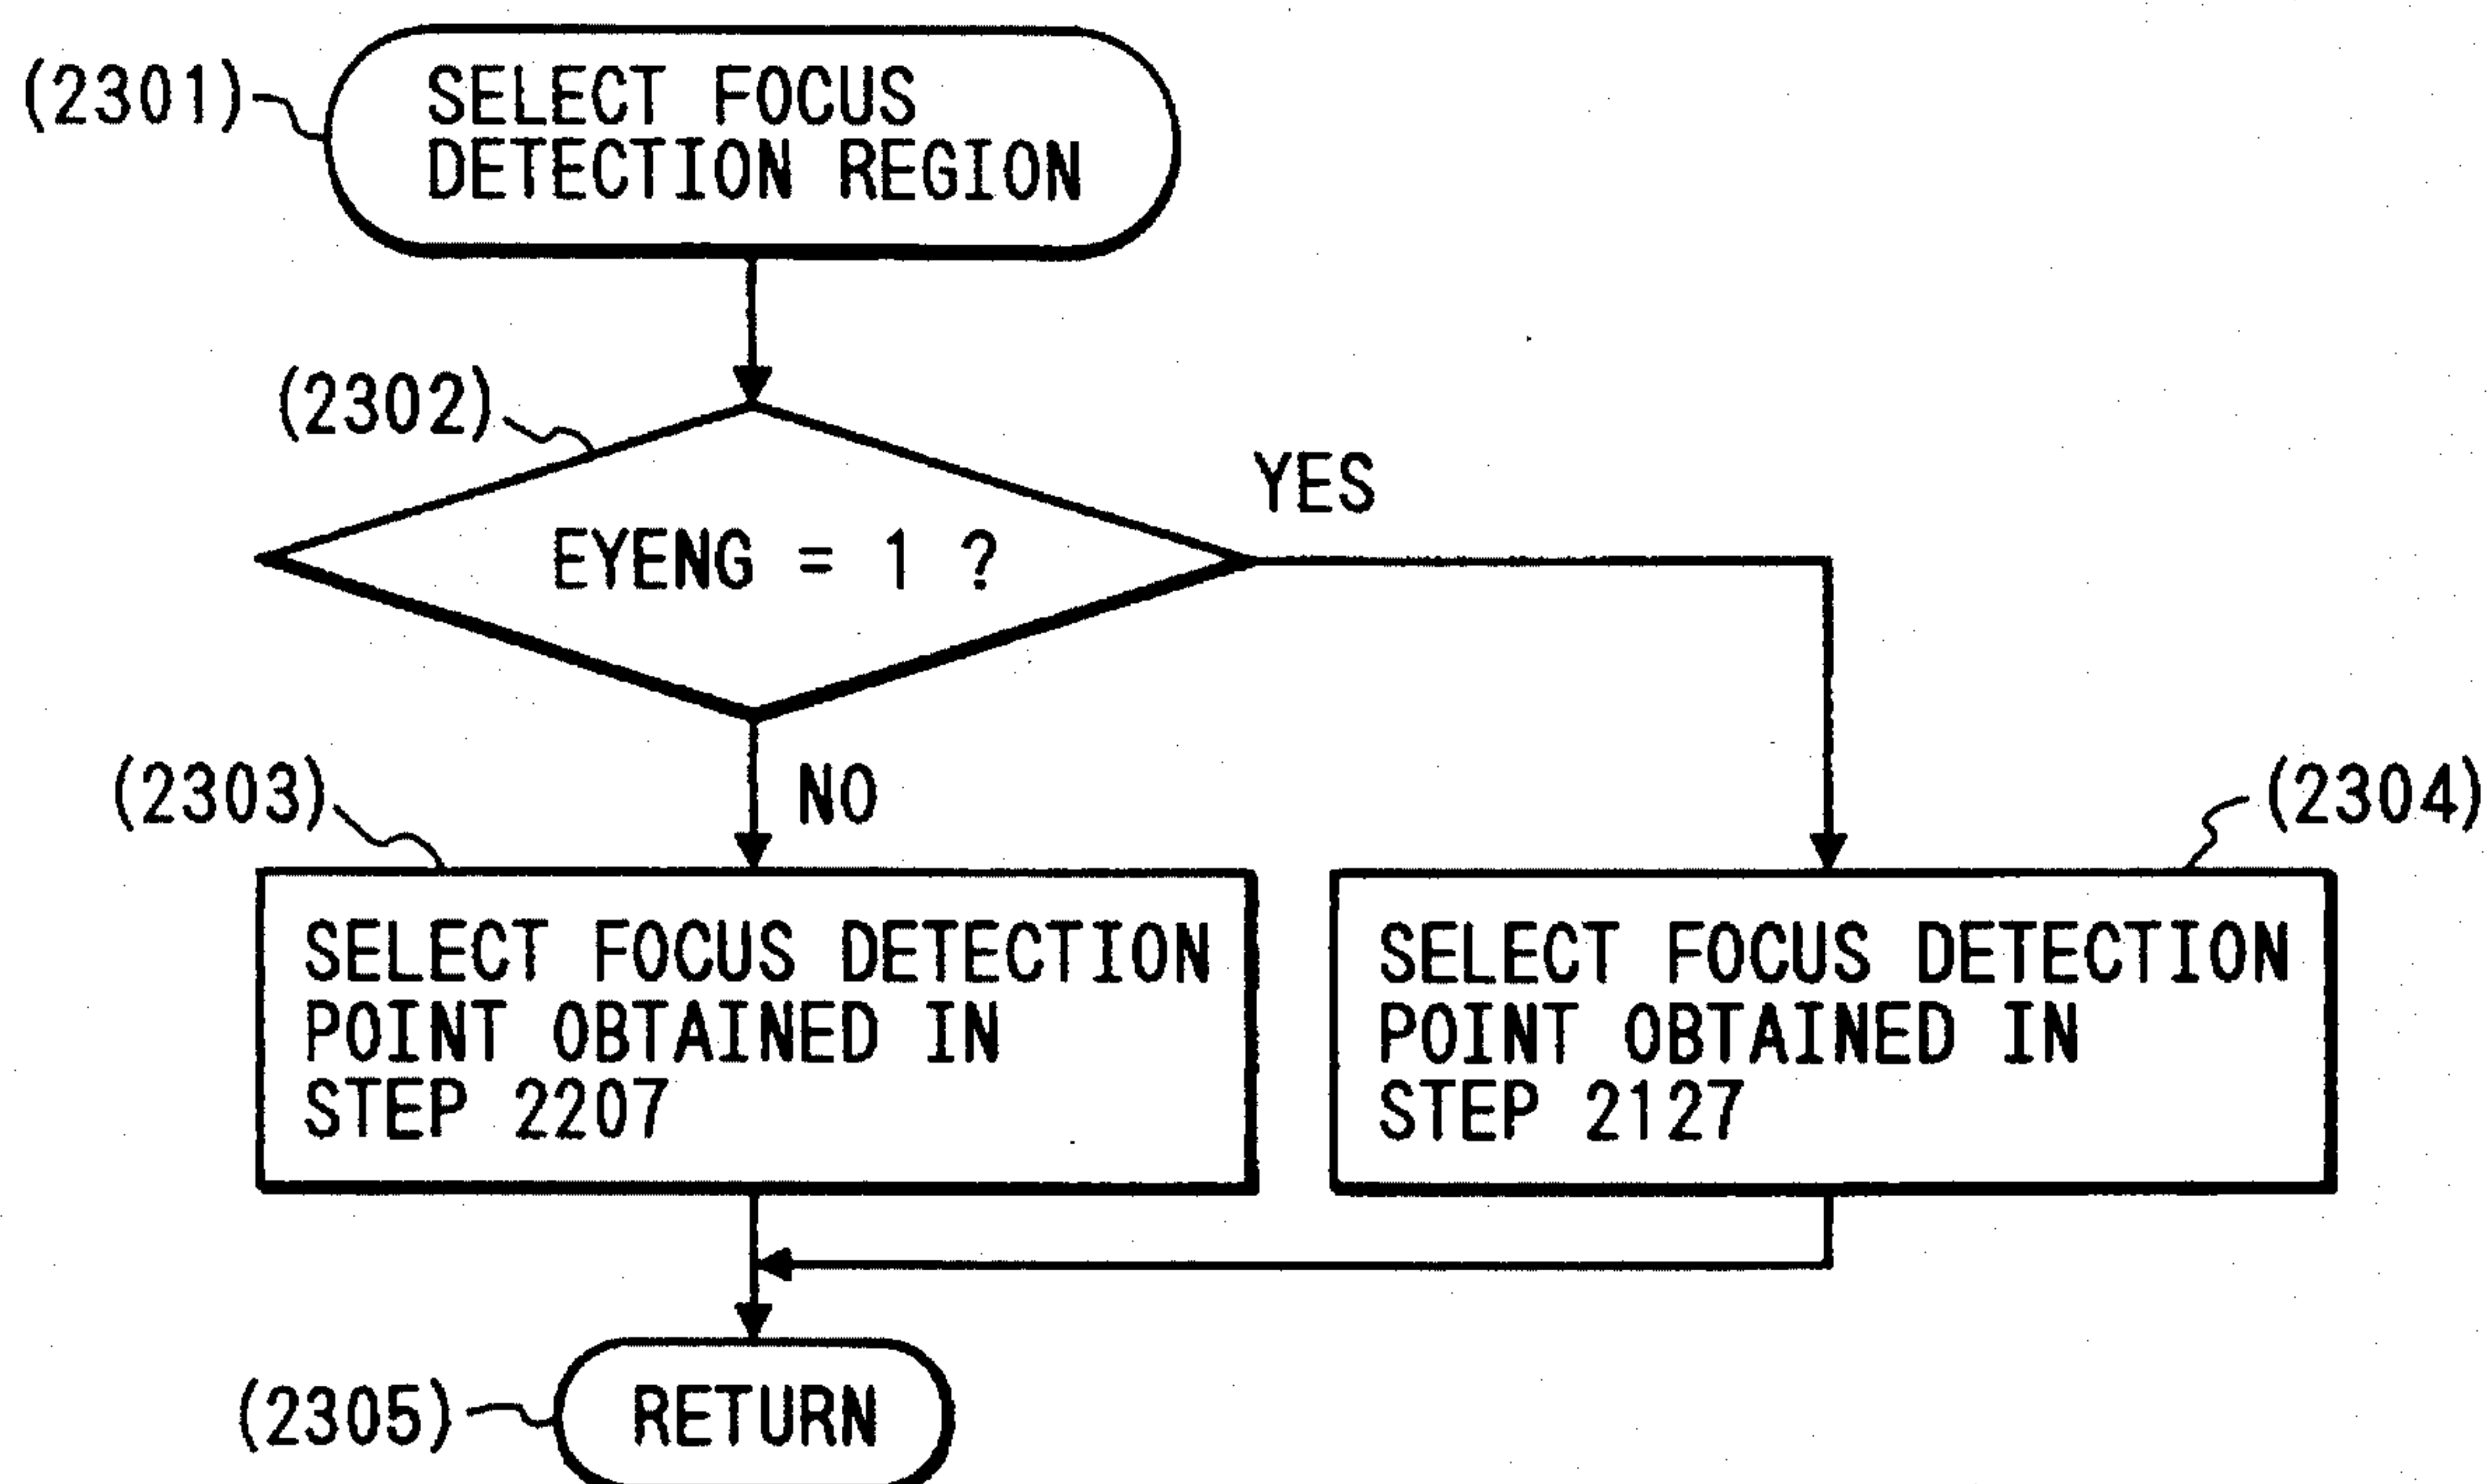 (2301)
SELECT FOCUS
DETECTION REGION
(2302)
YES
EYENG = 1 ?
NO
(2303)
(2304)
SELECT FOCUS DETECTION
POINT OBTAINED IN
STEP 2207
SELECT FOCUS DETECTION
POINT OBTAINED IN
STEP 2127
(2305)
RETURN